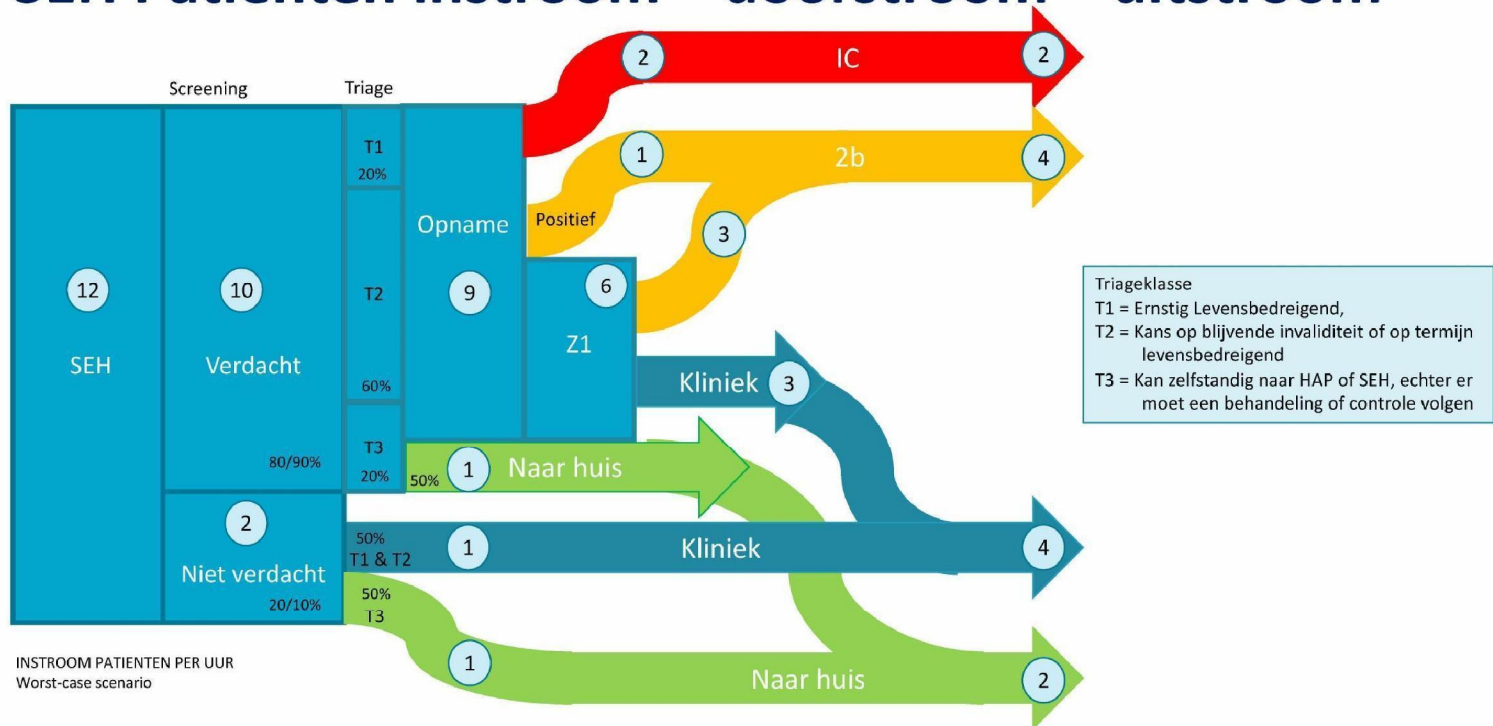 Screening
Triage
SEH
12
Verdacht
10
80/90%
Niet verdacht
2
20/10%
T1
20%
T2
60%
T3
20%
Opname
9
Positief
Z1
6
2
IC
2
1
2b
4
3
Kliniek
3
50%
1
Naar huis
50%
T1 & T2
1
Kliniek
4
50%
T3
1
Naar huis
2
Triageklasse
T1 = Ernstig Levensbedreigend,
T2 = Kans op blijvende invaliditeit of op termijn
levensbedreigend
T3 = Kan zelfstandig naar HAP of SEH, echter er
moet een behandeling of controle volgen
INSTROOM PATIENTEN PER UUR
Worst-case scenario